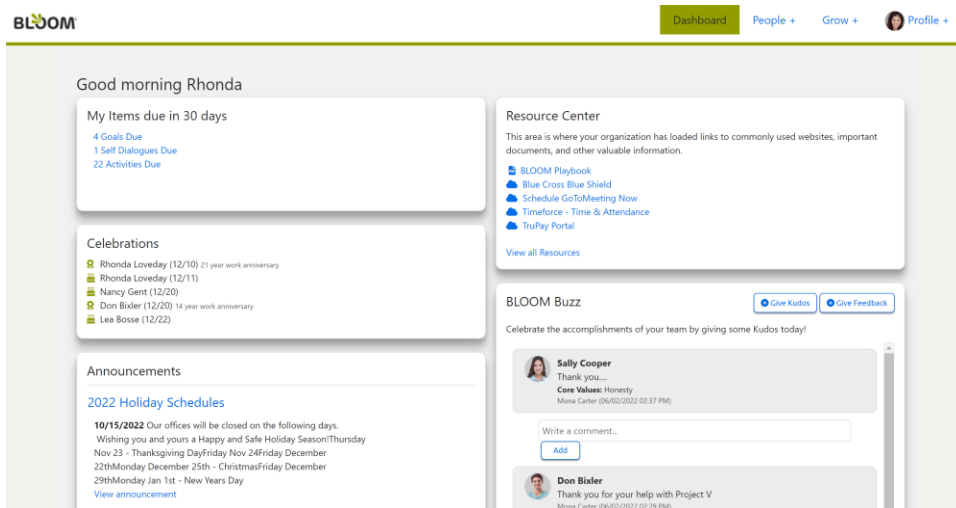 BLOOM
Dashboard
People +
Grow +
Profile +
Good morning Rhonda
My Items due in 30 days
4 Goals Due
1 Self Dialogues Due
22 Activities Due
Celebrations
Rhonda Loveday (12/10) 21 year work anniversary
Rhonda Loveday (12/11)
Nancy Gent (12/20)
Don Bixler (12/20) 14 year work anniversary
Lea Bosse (12/22)
Announcements
2022 Holiday Schedules
10/15/2022 Our offices will be closed on the following days.
Wishing you and yours a Happy and Safe Holiday Season!Thursday
Nov 23 - Thanksgiving DayFriday Nov 24Friday December
22thMonday December 25th - ChristmasFriday December
29thMonday Jan 1st - New Years Day
View announcement
Resource Center
This area is where your organization has loaded links to commonly used websites, important
documents, and other valuable information.
BLOOM Playbook
Blue Cross Blue Shield
Schedule GoToMeeting Now
Timeforce - Time & Attendance
TruPay Portal
View all Resources
BLOOM Buzz
Give Kudos
Give Feedback
Celebrate the accomplishments of your team by giving some Kudos today!
Sally Cooper
Thank you....
Core Values: Honesty
Mona Carter (06/02/2022 02:37 PM)
Write a comment...
Add
Don Bixler
Thank you for your help with Project V
Mona Carter (06/02/2022 02:29 PM)